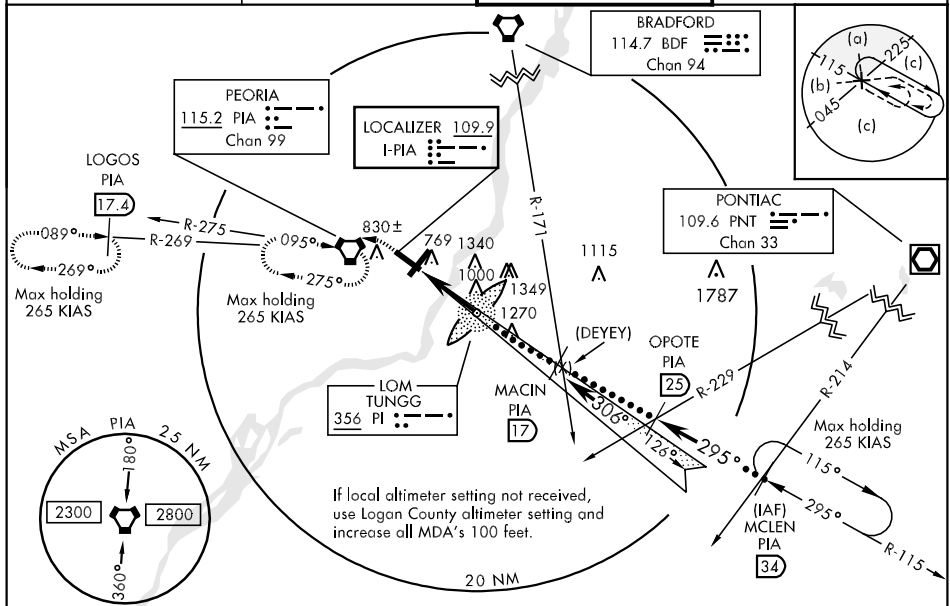 BRADFORD
114.7 BDF
Chan 94
(a)
225
(c)
115
(b)
045
(c)
PEORIA
115.2 PIA
Chan 99
LOCALIZER 109.9
I-PIA
LOGOS
PIA
17.4
R-275
R-269
089°
269°
Max holding
265 KIAS
095°
275°
Max holding
265 KIAS
830±
769
1340
1000
1349
1270
R-171
1115
PONTIAC
109.6 PNT
Chan 33
1787
(DEYEY)
(X)
OPOTE
PIA
25
R-229
R-214
LOM
TUNGG
356 PI
MACIN
PIA
17
306°
126°
295°
Max holding
265 KIAS
115°
295°
R-115
(IAF)
MCLEN
PIA
34
MSA PIA 25 NM
180°
2300
2800
360°
If local altimeter setting not received,
use Logan County altimeter setting and
increase all MDA's 100 feet.
20 NM